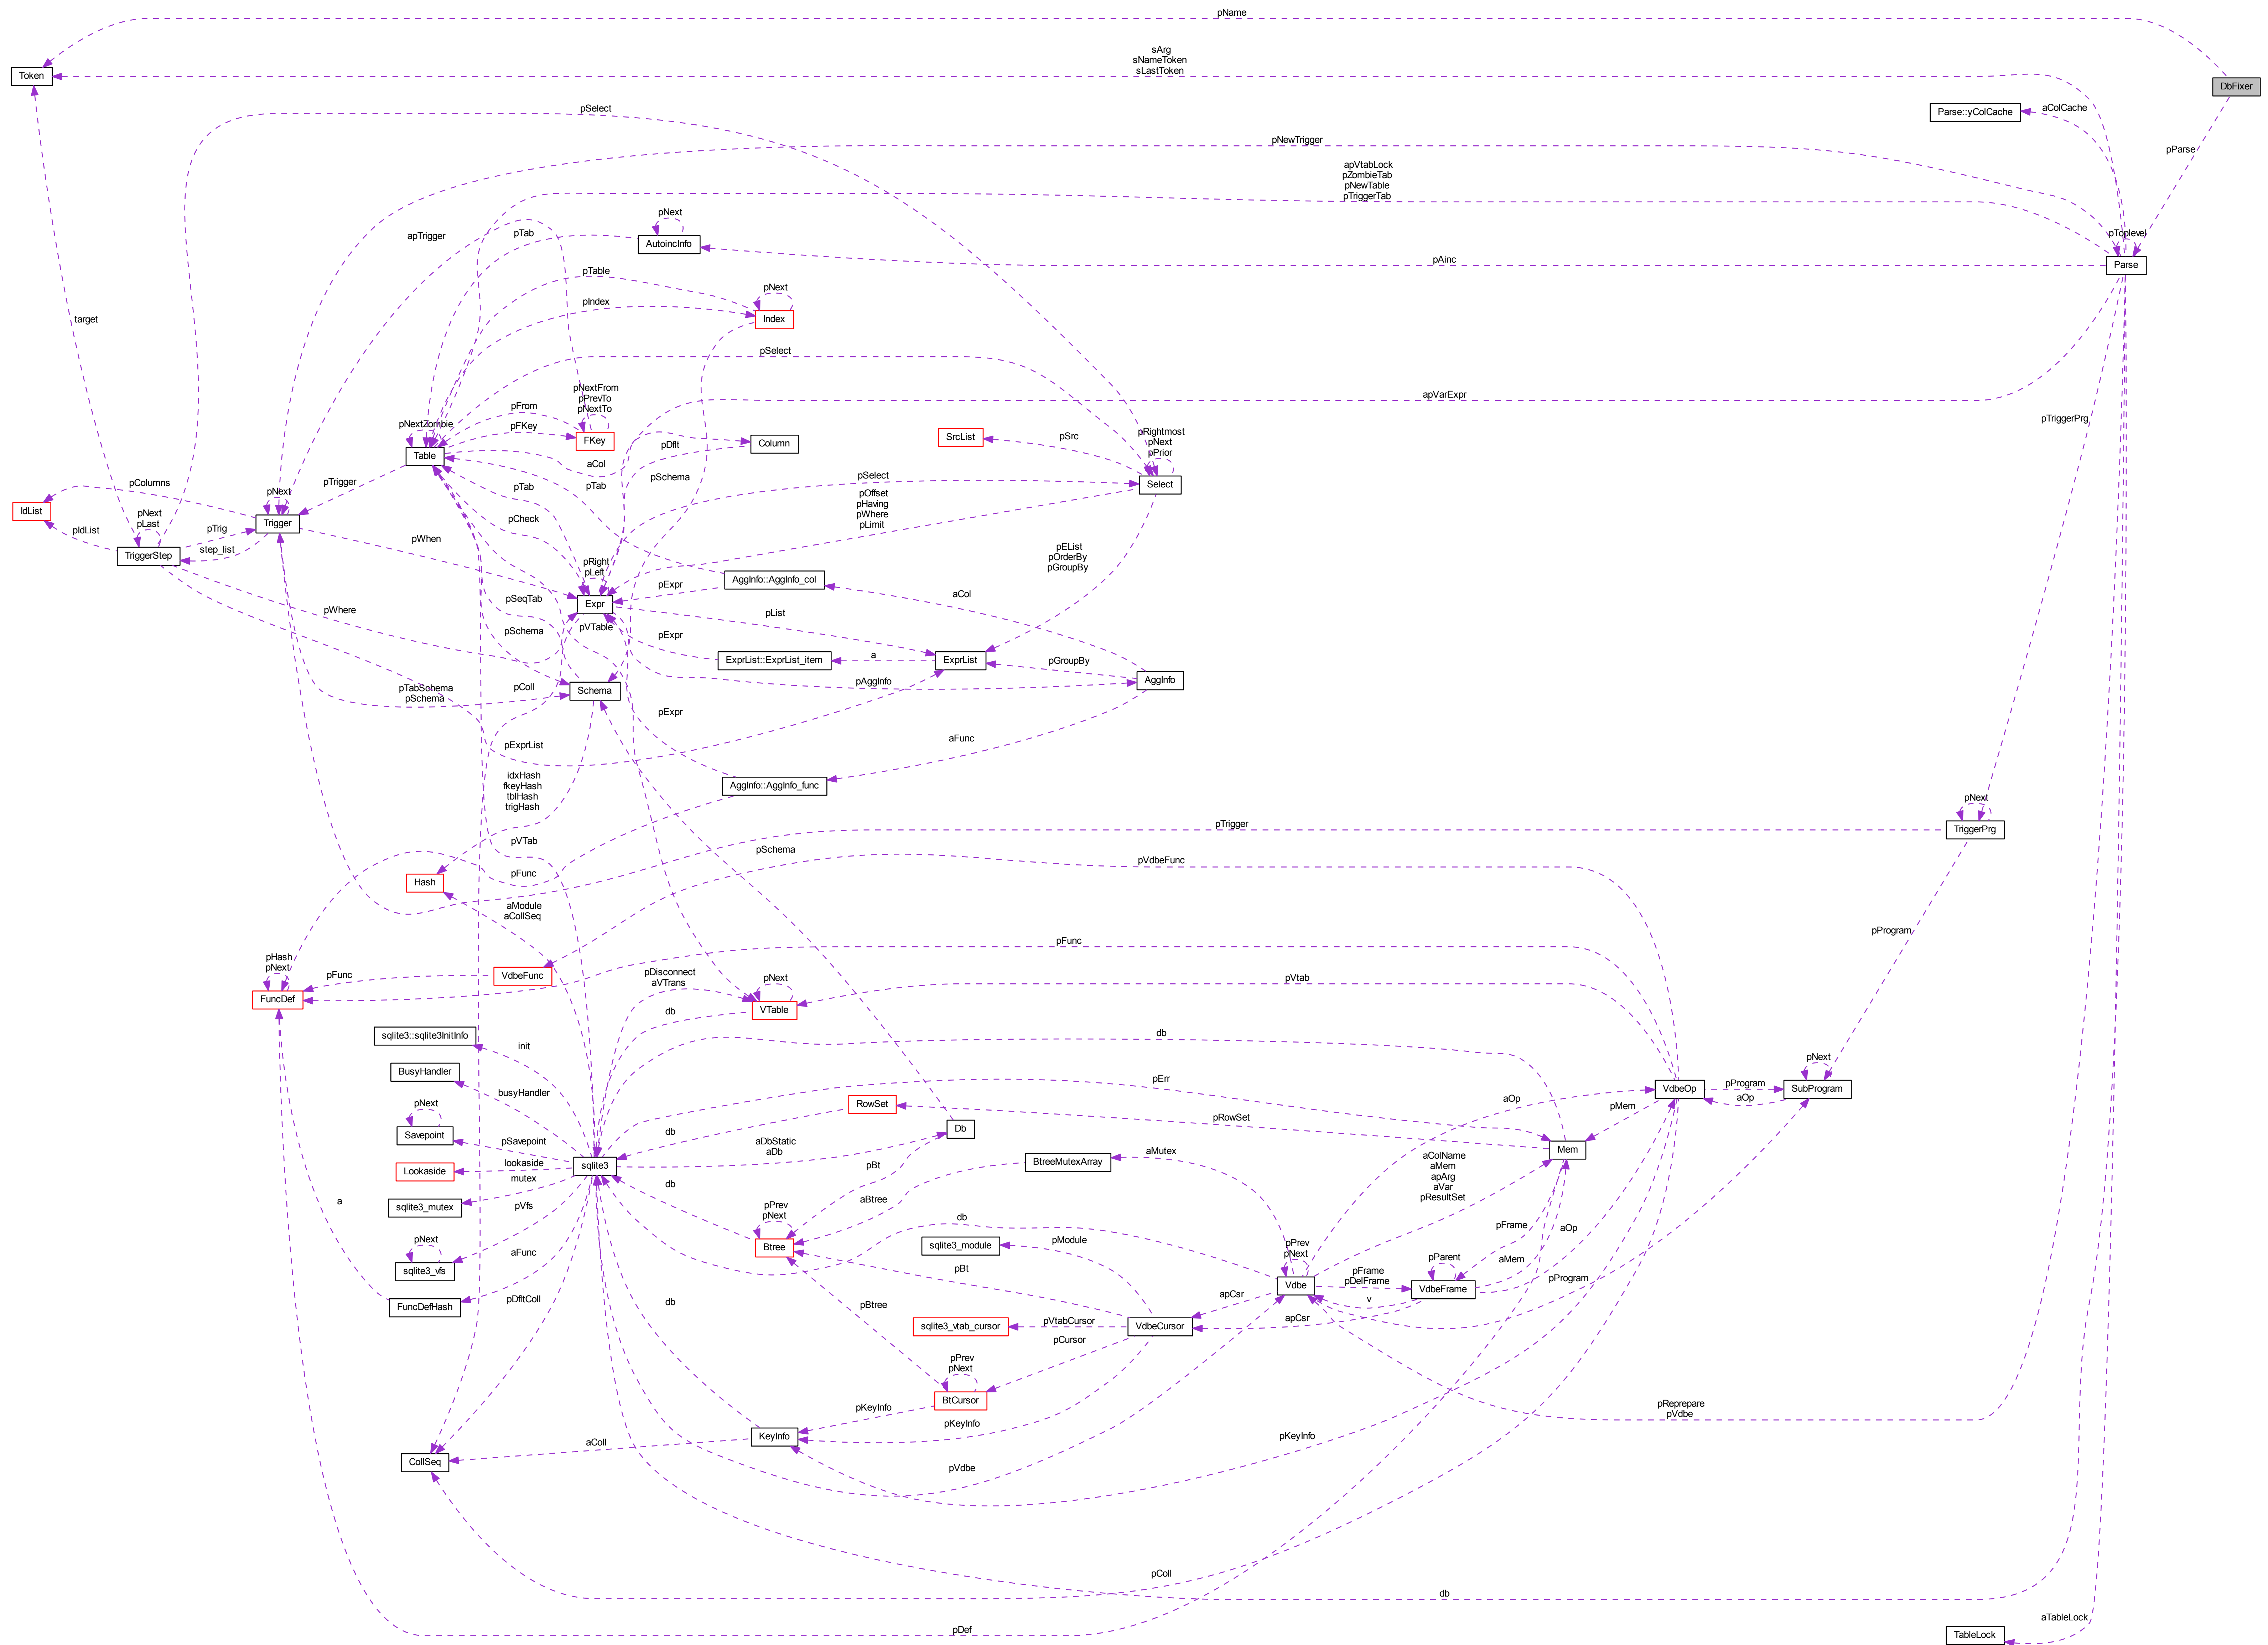 pName
sArg
sNameToken
sLastToken
Token
DbFixer
pSelect
Parse::yColCache
aColCache
pNewTrigger
pParse
apVtabLock
pZombieTab
pNewTable
pTriggerTab
pNext
apTrigger
pTab
AutoincInfo
pToplevel
pAinc
Parse
pTable
pNext
pIndex
Index
target
pSelect
pNextFrom
pPrevTo
pNextTo
apVarExpr
pFrom
pNextZombie
pFKey
FKey
pDflt
Column
SrcList
pSrc
pRightmost
pNext
pPrior
pTriggerPrg
Table
aCol
pTab
pSchema
pColumns
pTrigger
pTab
pSelect
Select
pNext
pOffset
pHaving
pWhere
pLimit
IdList
pNext
pLast
pTrig
Trigger
pCheck
pIdList
step_list
pWhen
TriggerStep
pEList
pOrderBy
pGroupBy
pRight
pLeft
pExpr
AggInfo::AggInfo_col
aCol
Expr
pWhere
pSeqTab
pList
pSchema
pVTable
pExpr
ExprList::ExprList_item
a
ExprList
pGroupBy
AggInfo
pAggInfo
pTabSchema
pSchema
pColl
Schema
pExpr
aFunc
pExprList
idxHash
fkeyHash
tblHash
trigHash
AggInfo::AggInfo_func
pNext
pTrigger
TriggerPrg
pVTab
pSchema
pVdbeFunc
pFunc
Hash
aModule
aCollSeq
pProgram
pFunc
pHash
pNext
pFunc
VdbeFunc
pDisconnect
aVTrans
pNext
pVtab
FuncDef
db
VTable
sqlite3::sqlite3InitInfo
init
db
BusyHandler
busyHandler
pErr
VdbeOp
pProgram
pNext
SubProgram
aOp
aOp
pNext
RowSet
pRowSet
pMem
Savepoint
pSavepoint
db
aDbStatic
aDb
Db
Mem
lookaside
Lookaside
mutex
sqlite3
pBt
BtreeMutexArray
aMutex
aColName
aMem
apArg
aVar
pResultSet
sqlite3_mutex
pVfs
db
aBtree
a
pPrev
pNext
db
pFrame
aOp
pNext
aFunc
Btree
sqlite3_module
pModule
pPrev
pNext
pParent
aMem
sqlite3_vfs
pBt
Vdbe
pFrame
pDelFrame
VdbeFrame
pProgram
FuncDefHash
pDfltColl
db
pBtree
apCsr
v
sqlite3_vtab_cursor
pVtabCursor
VdbeCursor
apCsr
pCursor
pPrev
pNext
BtCursor
pKeyInfo
pReprepare
pVdbe
pKeyInfo
KeyInfo
pKeyInfo
aColl
CollSeq
pVdbe
pColl
db
aTableLock
pDef
TableLock